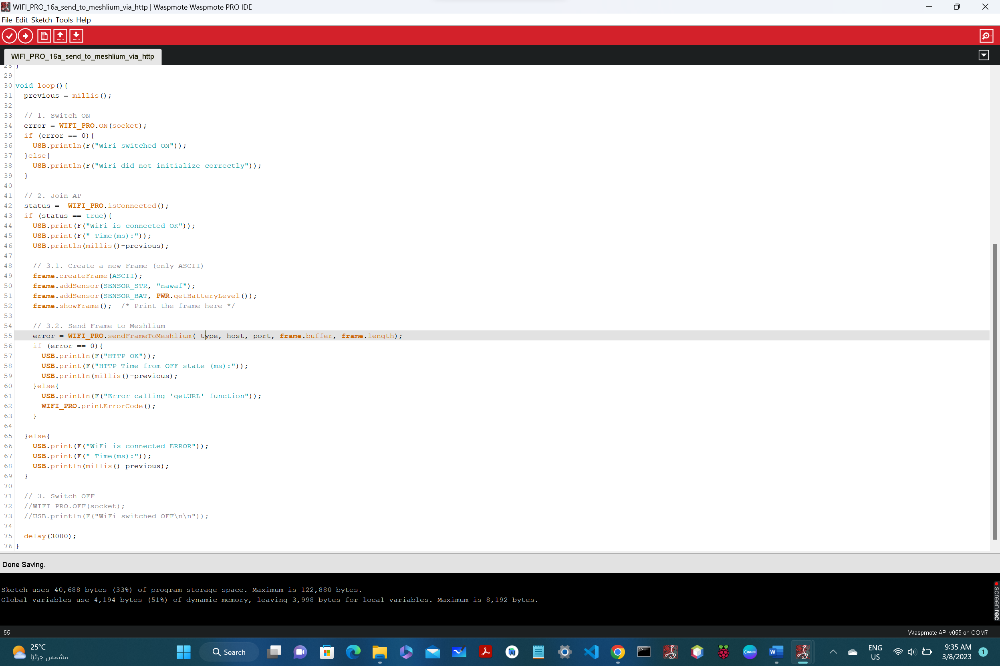 WIFI_PRO_16a_send_to_meshlium_via_http | Waspmote Waspmote PRO IDE
File Edit Sketch Tools Help
WIFI_PRO_16a_send_to_meshlium_via_http
28 }
29
30 void loop(){
31   previous = millis();
32
33   // 1. Switch ON
34   error = WIFI_PRO.ON(socket);
35   if (error == 0){
36     USB.println(F("WiFi switched ON"));
37   }else{
38     USB.println(F("WiFi did not initialize correctly"));
39   }
40
41   // 2. Join AP
42   status =  WIFI_PRO.isConnected();
43   if (status == true){
44     USB.print(F("WiFi is connected OK"));
45     USB.print(F(" Time(ms):"));
46     USB.println(millis()-previous);
47
48     // 3.1. Create a new Frame (only ASCII)
49     frame.createFrame(ASCII);
50     frame.addSensor(SENSOR_STR, "nawaf");
51     frame.addSensor(SENSOR_BAT, PWR.getBatteryLevel());
52     frame.showFrame();  /* Print the frame here */
53
54     // 3.2. Send Frame to Meshlium
55     error = WIFI_PRO.sendFrameToMeshlium( type, host, port, frame.buffer, frame.length);
56     if (error == 0){
57       USB.println(F("HTTP OK"));
58       USB.print(F("HTTP Time from OFF state (ms):"));
59       USB.println(millis()-previous);
60     }else{
61       USB.println(F("Error calling 'getURL' function"));
62       WIFI_PRO.printErrorCode();
63     }
64
65   }else{
66     USB.print(F("WiFi is connected ERROR"));
67     USB.print(F(" Time(ms):"));
68     USB.println(millis()-previous);
69   }
70
71   // 3. Switch OFF
72   //WIFI_PRO.OFF(socket);
73   //USB.println(F("WiFi switched OFF\n\n"));
74
75   delay(3000);
76 }
Done Saving.
Sketch uses 40,688 bytes (33%) of program storage space. Maximum is 122,880 bytes.
Global variables use 4,194 bytes (51%) of dynamic memory, leaving 3,998 bytes for local variables. Maximum is 8,192 bytes.
screenrec
55
Waspmote API v055 on COM7
25°C
مشمس جزئيًا
Search
Canva
W
ENG
US
9:35 AM
3/8/2023
1